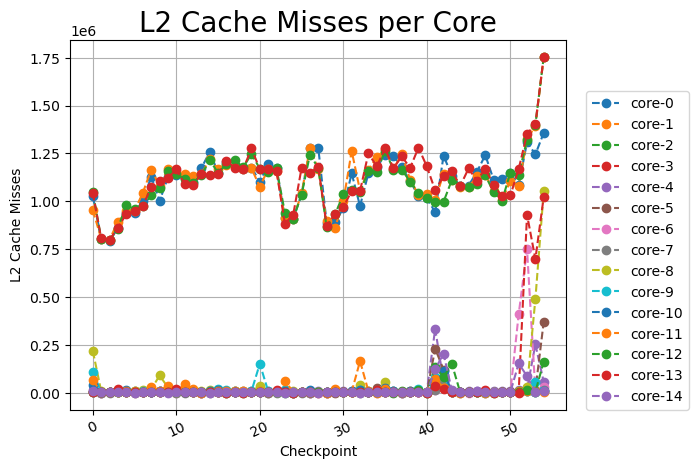 L2 Cache Misses per Core
1e6
1.75
1.50
1.25
1.00
0.75
0.50
0.25
0.00
L2 Cache Misses
0
10
20
30
40
50
Checkpoint
core-0
core-1
core-2
core-3
core-4
core-5
core-6
core-7
core-8
core-9
core-10
core-11
core-12
core-13
core-14